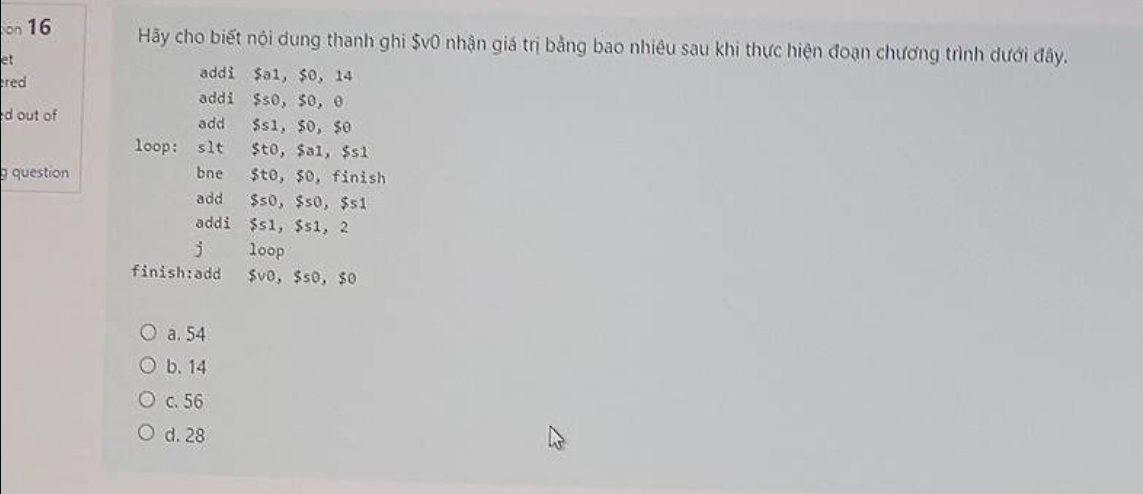 on 16
et
ered
ed out of
g question
Hãy cho biết nội dung thanh ghi $v0 nhận giá trị bằng bao nhiêu sau khi thực hiện đoạn chương trình dưới đây.
addi $a1, $0, 14
addi $s0, $0, 0
add $s1, $0, $0
loop: slt $t0, $a1, $s1
bne $t0, $0, finish
add $s0, $s0, $s1
addi $s1, $s1, 2
j loop
finish:add $v0, $s0, $0
a. 54
b. 14
c. 56
d. 28